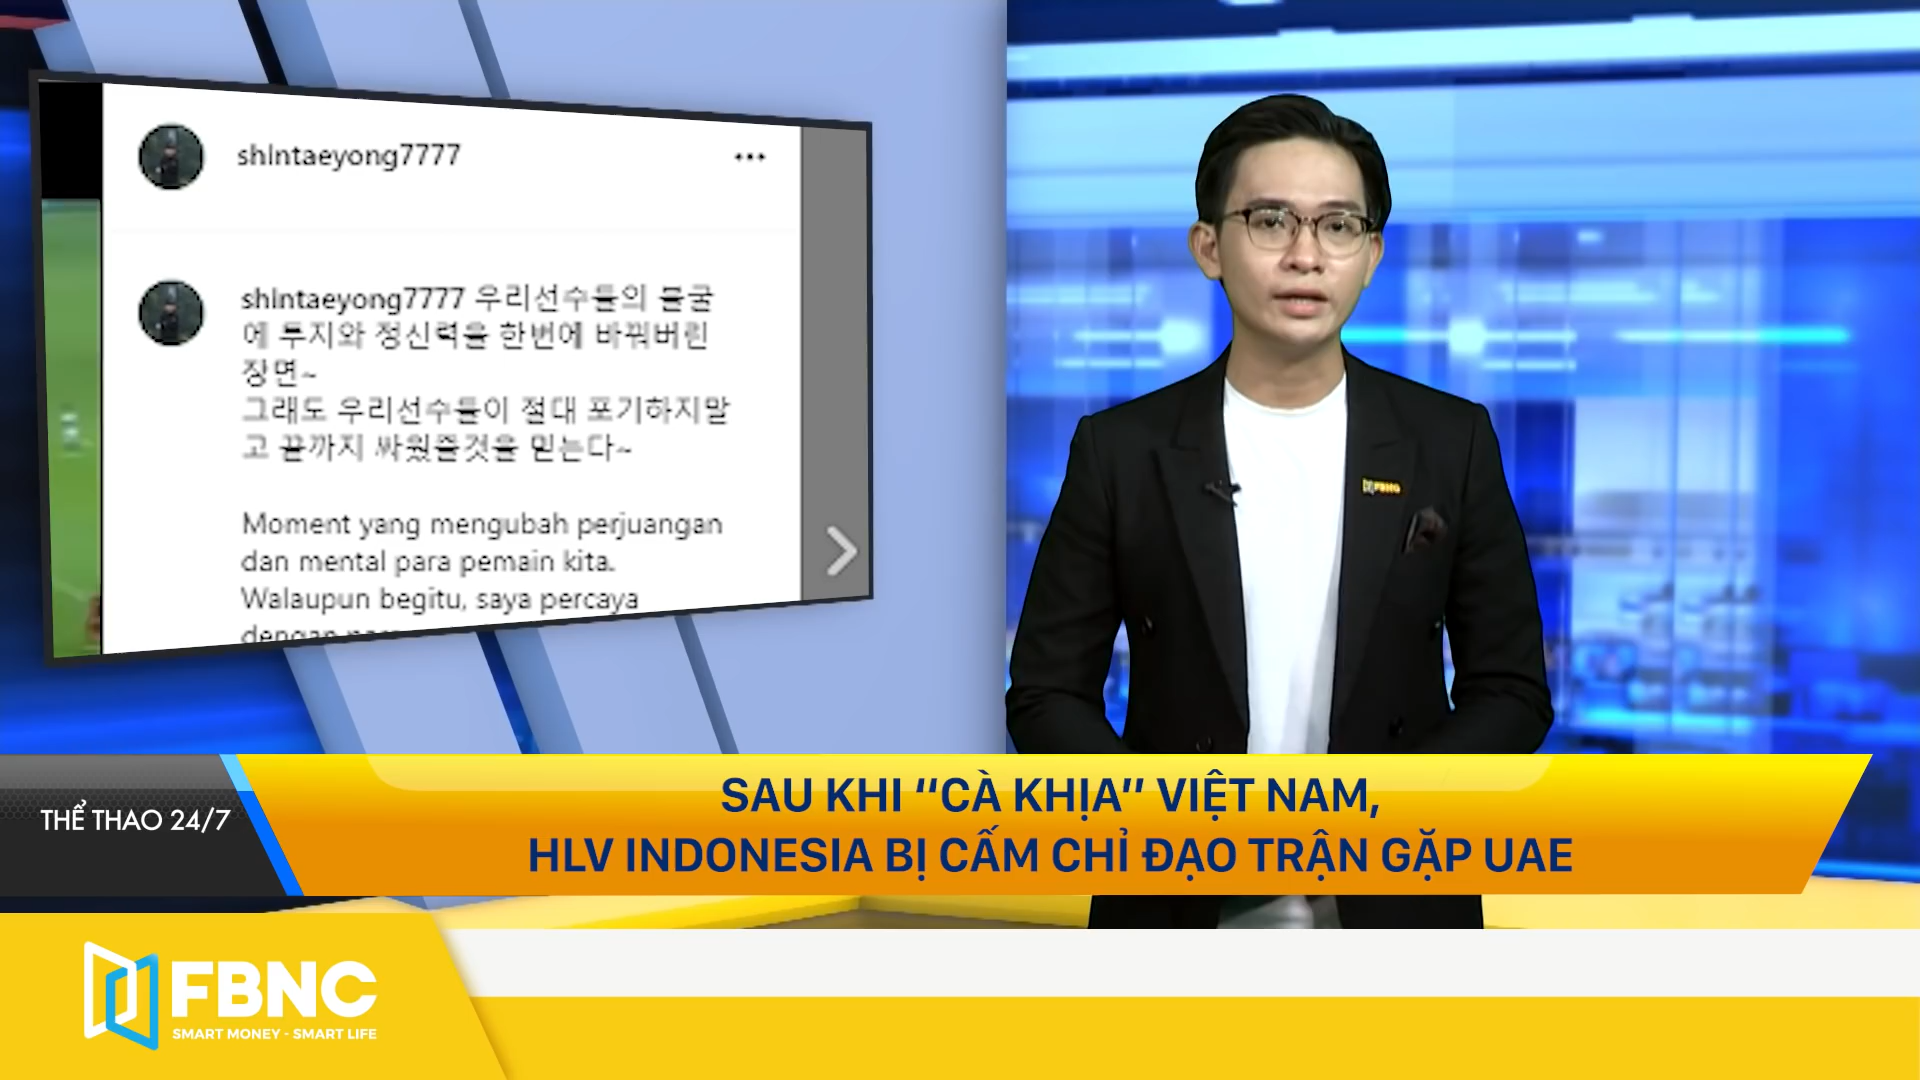 shintaeyong7777
shintaeyong7777 우리선수들의 불굴
에 투지와 정신력을 한번에 바꿔버린
장면~
그래도 우리선수들이 절대 포기하지말
고 끝까지 싸웠줄것을 믿는다~
Moment yang mengubah perjuangan
dan mental para pemain kita.
Walaupun begitu, saya percaya
dengan
FBNC
SAU KHI “CÀ KHỊA” VIỆT NAM,
HLV INDONESIA BỊ CẤM CHỈ ĐẠO TRẬN GẶP UAE
THỂ THAO 24/7
FBNC
SMART MONEY - SMART LIFE